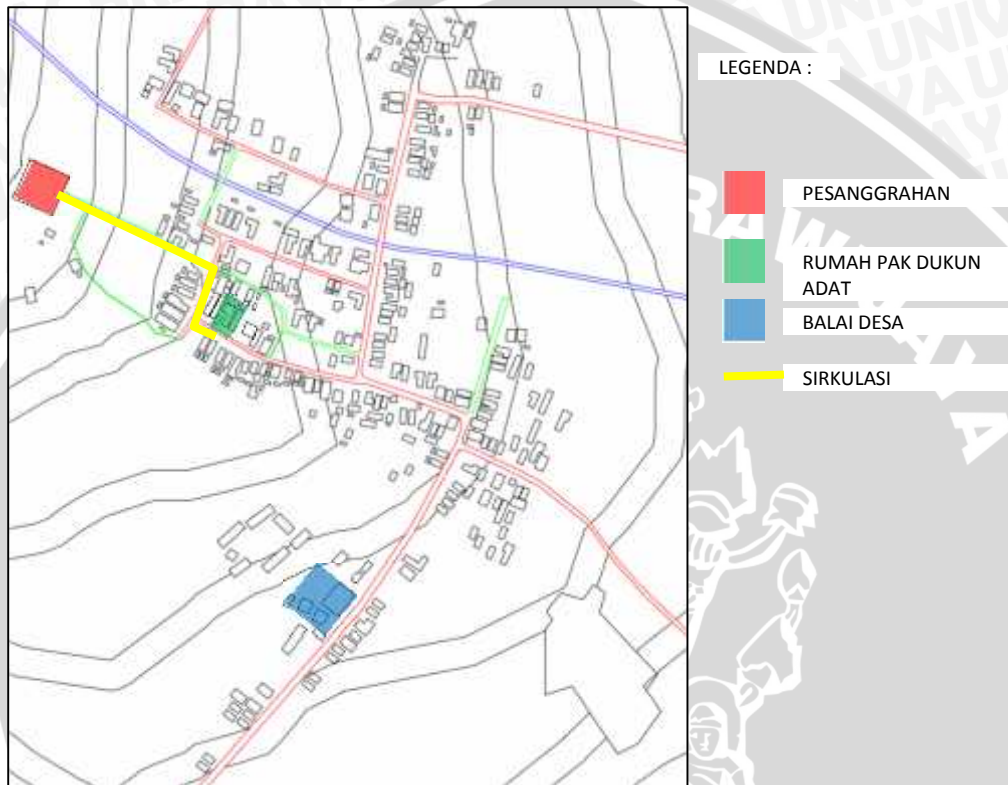 LEGENDA :
PESANGGRAHAN
RUMAH PAK DUKUN
ADAT
BALAI DESA
SIRKULASI